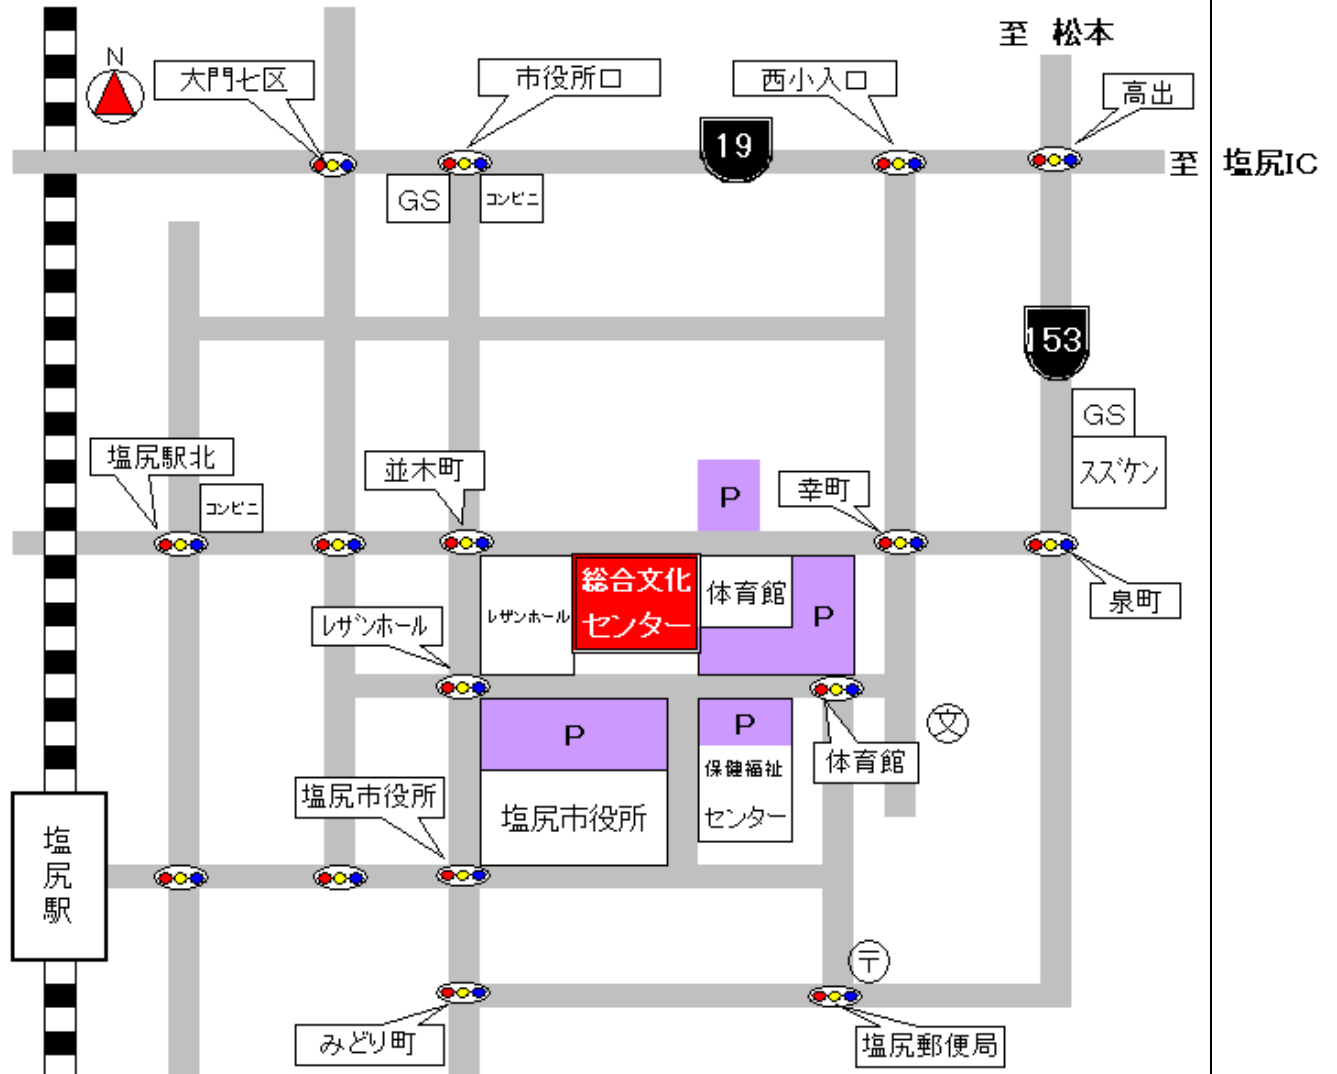 至 松本
N
大門七区
市役所口
西小入口
高出
19
至 塩尻IC
GS
コンビニ
153
GS
スズケン
塩尻駅北
コンビニ
並木町
P
幸町
総合文化
センター
体育館
P
レザンホール
泉町
レザンホール
文
P
P
体育館
保健福祉
センター
塩尻市役所
塩尻市役所
塩尻駅
〒
みどり町
塩尻郵便局